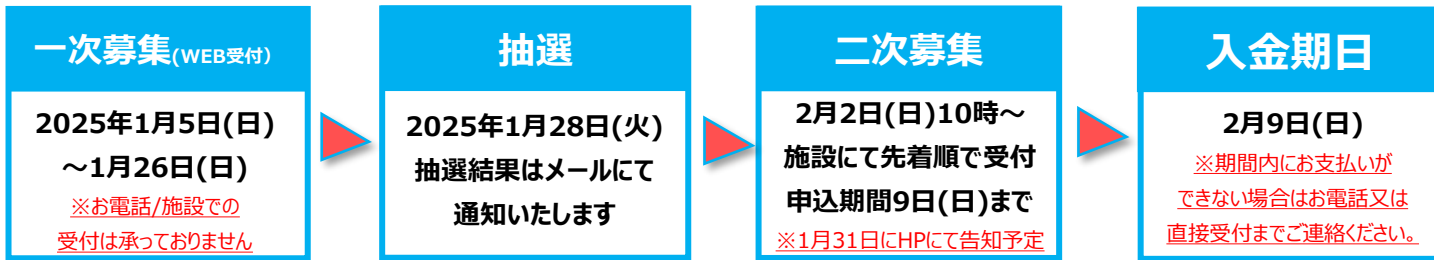 一次募集(WEB受付)
2025年1月5日(日)
～1月26日(日)
※お電話/施設での
受付は承っておりません
抽選
2025年1月28日(火)
抽選結果はメールにて
通知いたします
二次募集
2月2日(日)10時～
施設にて先着順で受付
申込期間9日(日)まで
※1月31日にHPにて告知予定
入金期日
2月9日(日)
※期間内にお支払いが
できない場合はお電話又は
直接受付までご連絡ください。